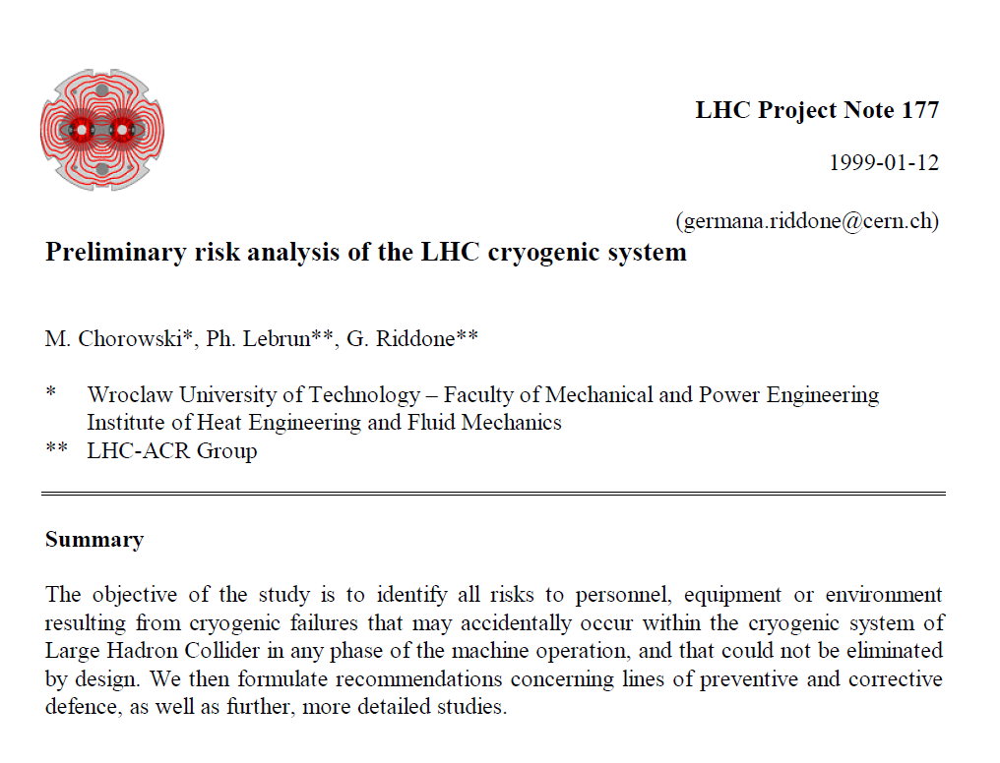 LHC Project Note 177
1999-01-12
(germana.riddone@cern.ch)
Preliminary risk analysis of the LHC cryogenic system
M. Chorowski*, Ph. Lebrun**, G. Riddone**
* Wroclaw University of Technology – Faculty of Mechanical and Power Engineering
Institute of Heat Engineering and Fluid Mechanics
** LHC-ACR Group
Summary
The objective of the study is to identify all risks to personnel, equipment or environment
resulting from cryogenic failures that may accidentally occur within the cryogenic system of
Large Hadron Collider in any phase of the machine operation, and that could not be eliminated
by design. We then formulate recommendations concerning lines of preventive and corrective
defence, as well as further, more detailed studies.